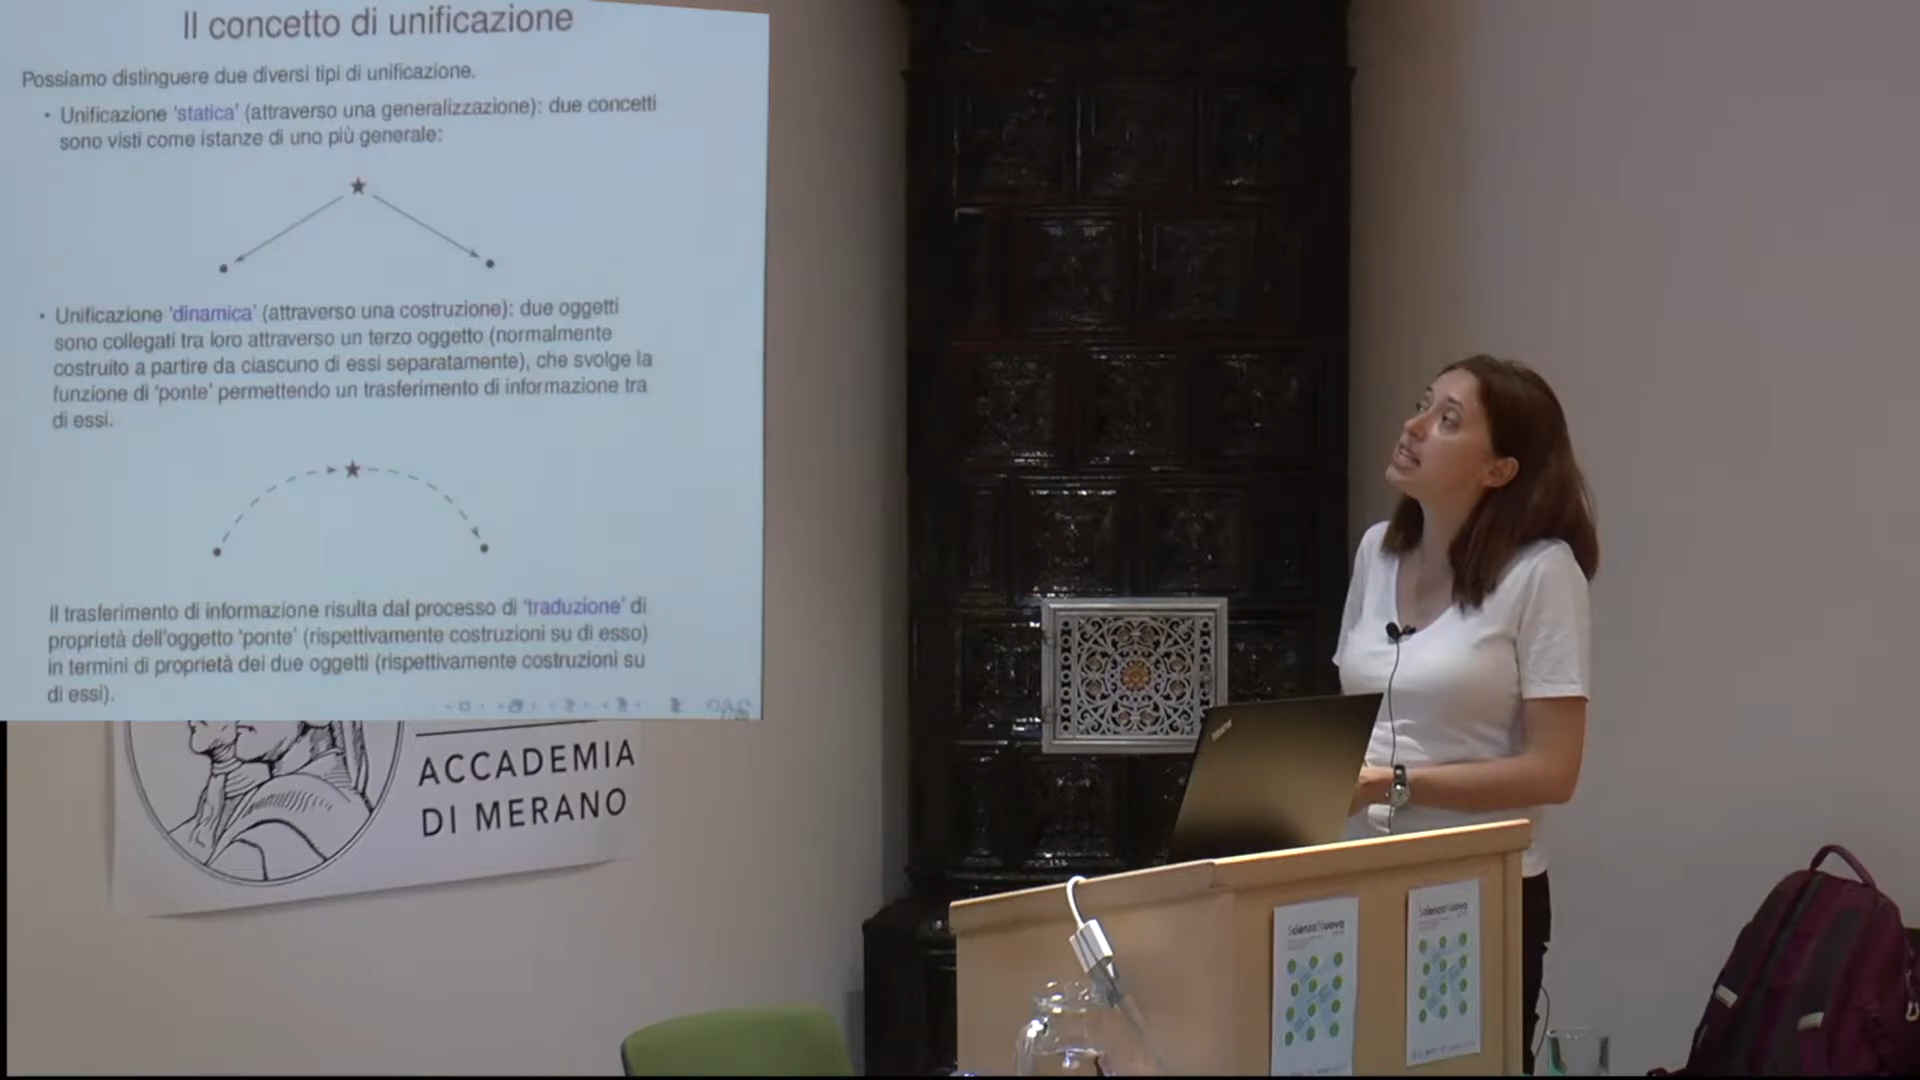 Il concetto di unificazione
Possiamo distinguere due diversi tipi di unificazione.
• Unificazione 'statica' (attraverso una generalizzazione): due concetti
sono visti come istanze di uno più generale:
• Unificazione 'dinamica' (attraverso una costruzione): due oggetti
sono collegati tra loro attraverso un terzo oggetto (normalmente
costruito a partire da ciascuno di essi separatamente), che svolge la
funzione di 'ponte' permettendo un trasferimento di informazione tra
di essi.
Il trasferimento di informazione risulta dal processo di 'traduzione' di
proprietà dell'oggetto 'ponte' (rispettivamente costruzioni su di esso)
in termini di proprietà dei due oggetti (rispettivamente costruzioni su
di essi).
ACCADEMIA
DI MERANO
ThinkPad
ScienzaNuova
ScienzaNuova